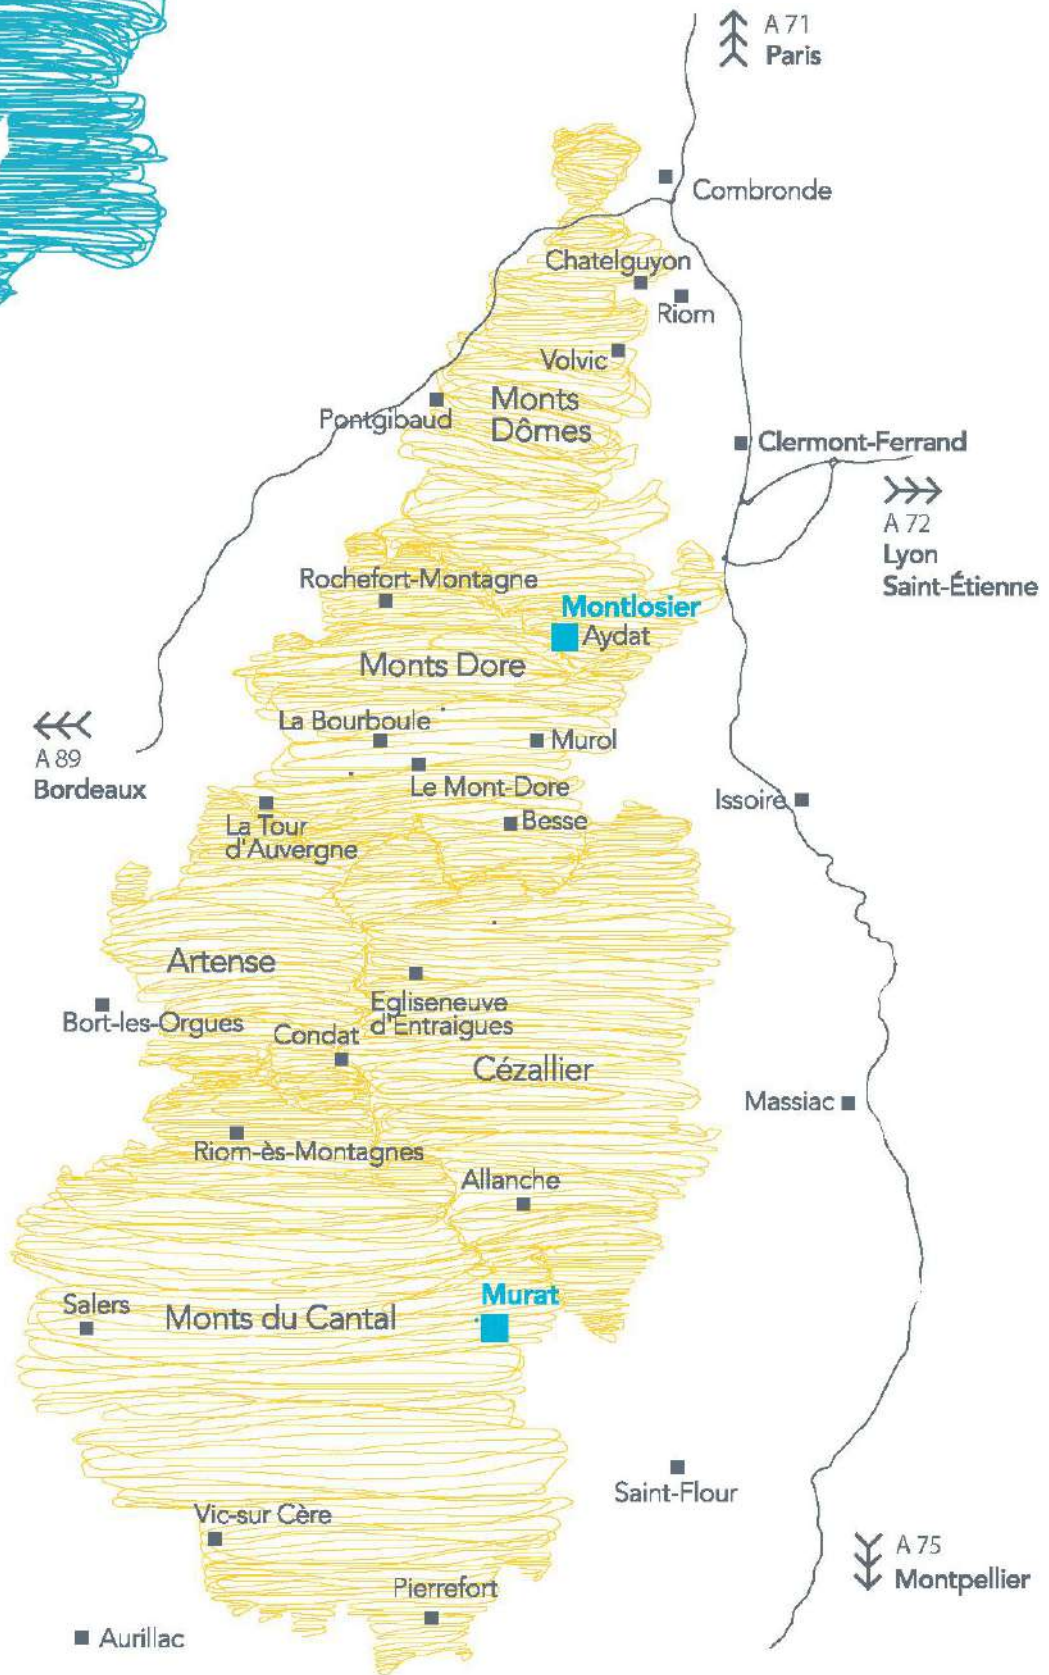 A 71
Paris
Combronde
Chatelguyon
Riom
Volvic
Monts
Dômes
Pontgibaud
Clermont-Ferrand
A 72
Lyon
Saint-Étienne
Rochefort-Montagne
Montlosier
Aydat
Monts Dore
La Bourboule
Murol
A 89
Bordeaux
Le Mont-Dore
Issoire
La Tour
d'Auvergne
Besse
Artense
Egliseneuve
d'Entraigues
Bort-les-Orgues
Condat
Cézallier
Massiac
Riom-ès-Montagnes
Allanche
Murat
Salers
Monts du Cantal
Saint-Flour
Vic-sur Cère
A 75
Montpellier
Pierrefort
Aurillac